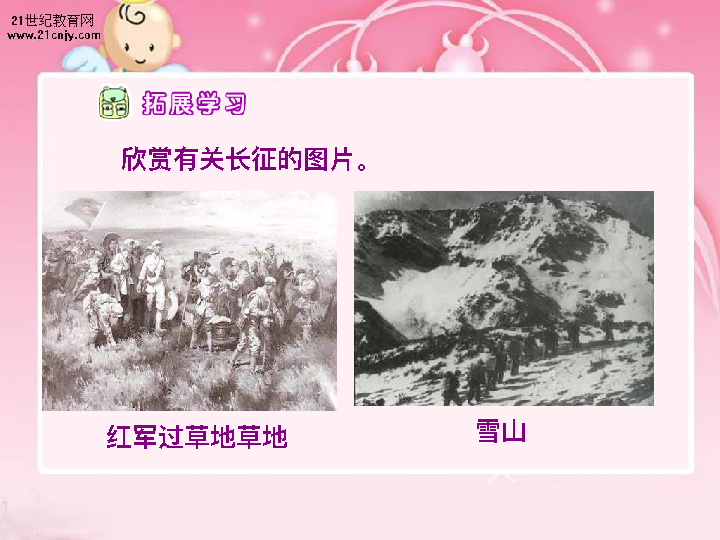 21世纪教育网
www.21cnjy.com
拓展学习
欣赏有关长征的图片。
红军过草地草地
雪山